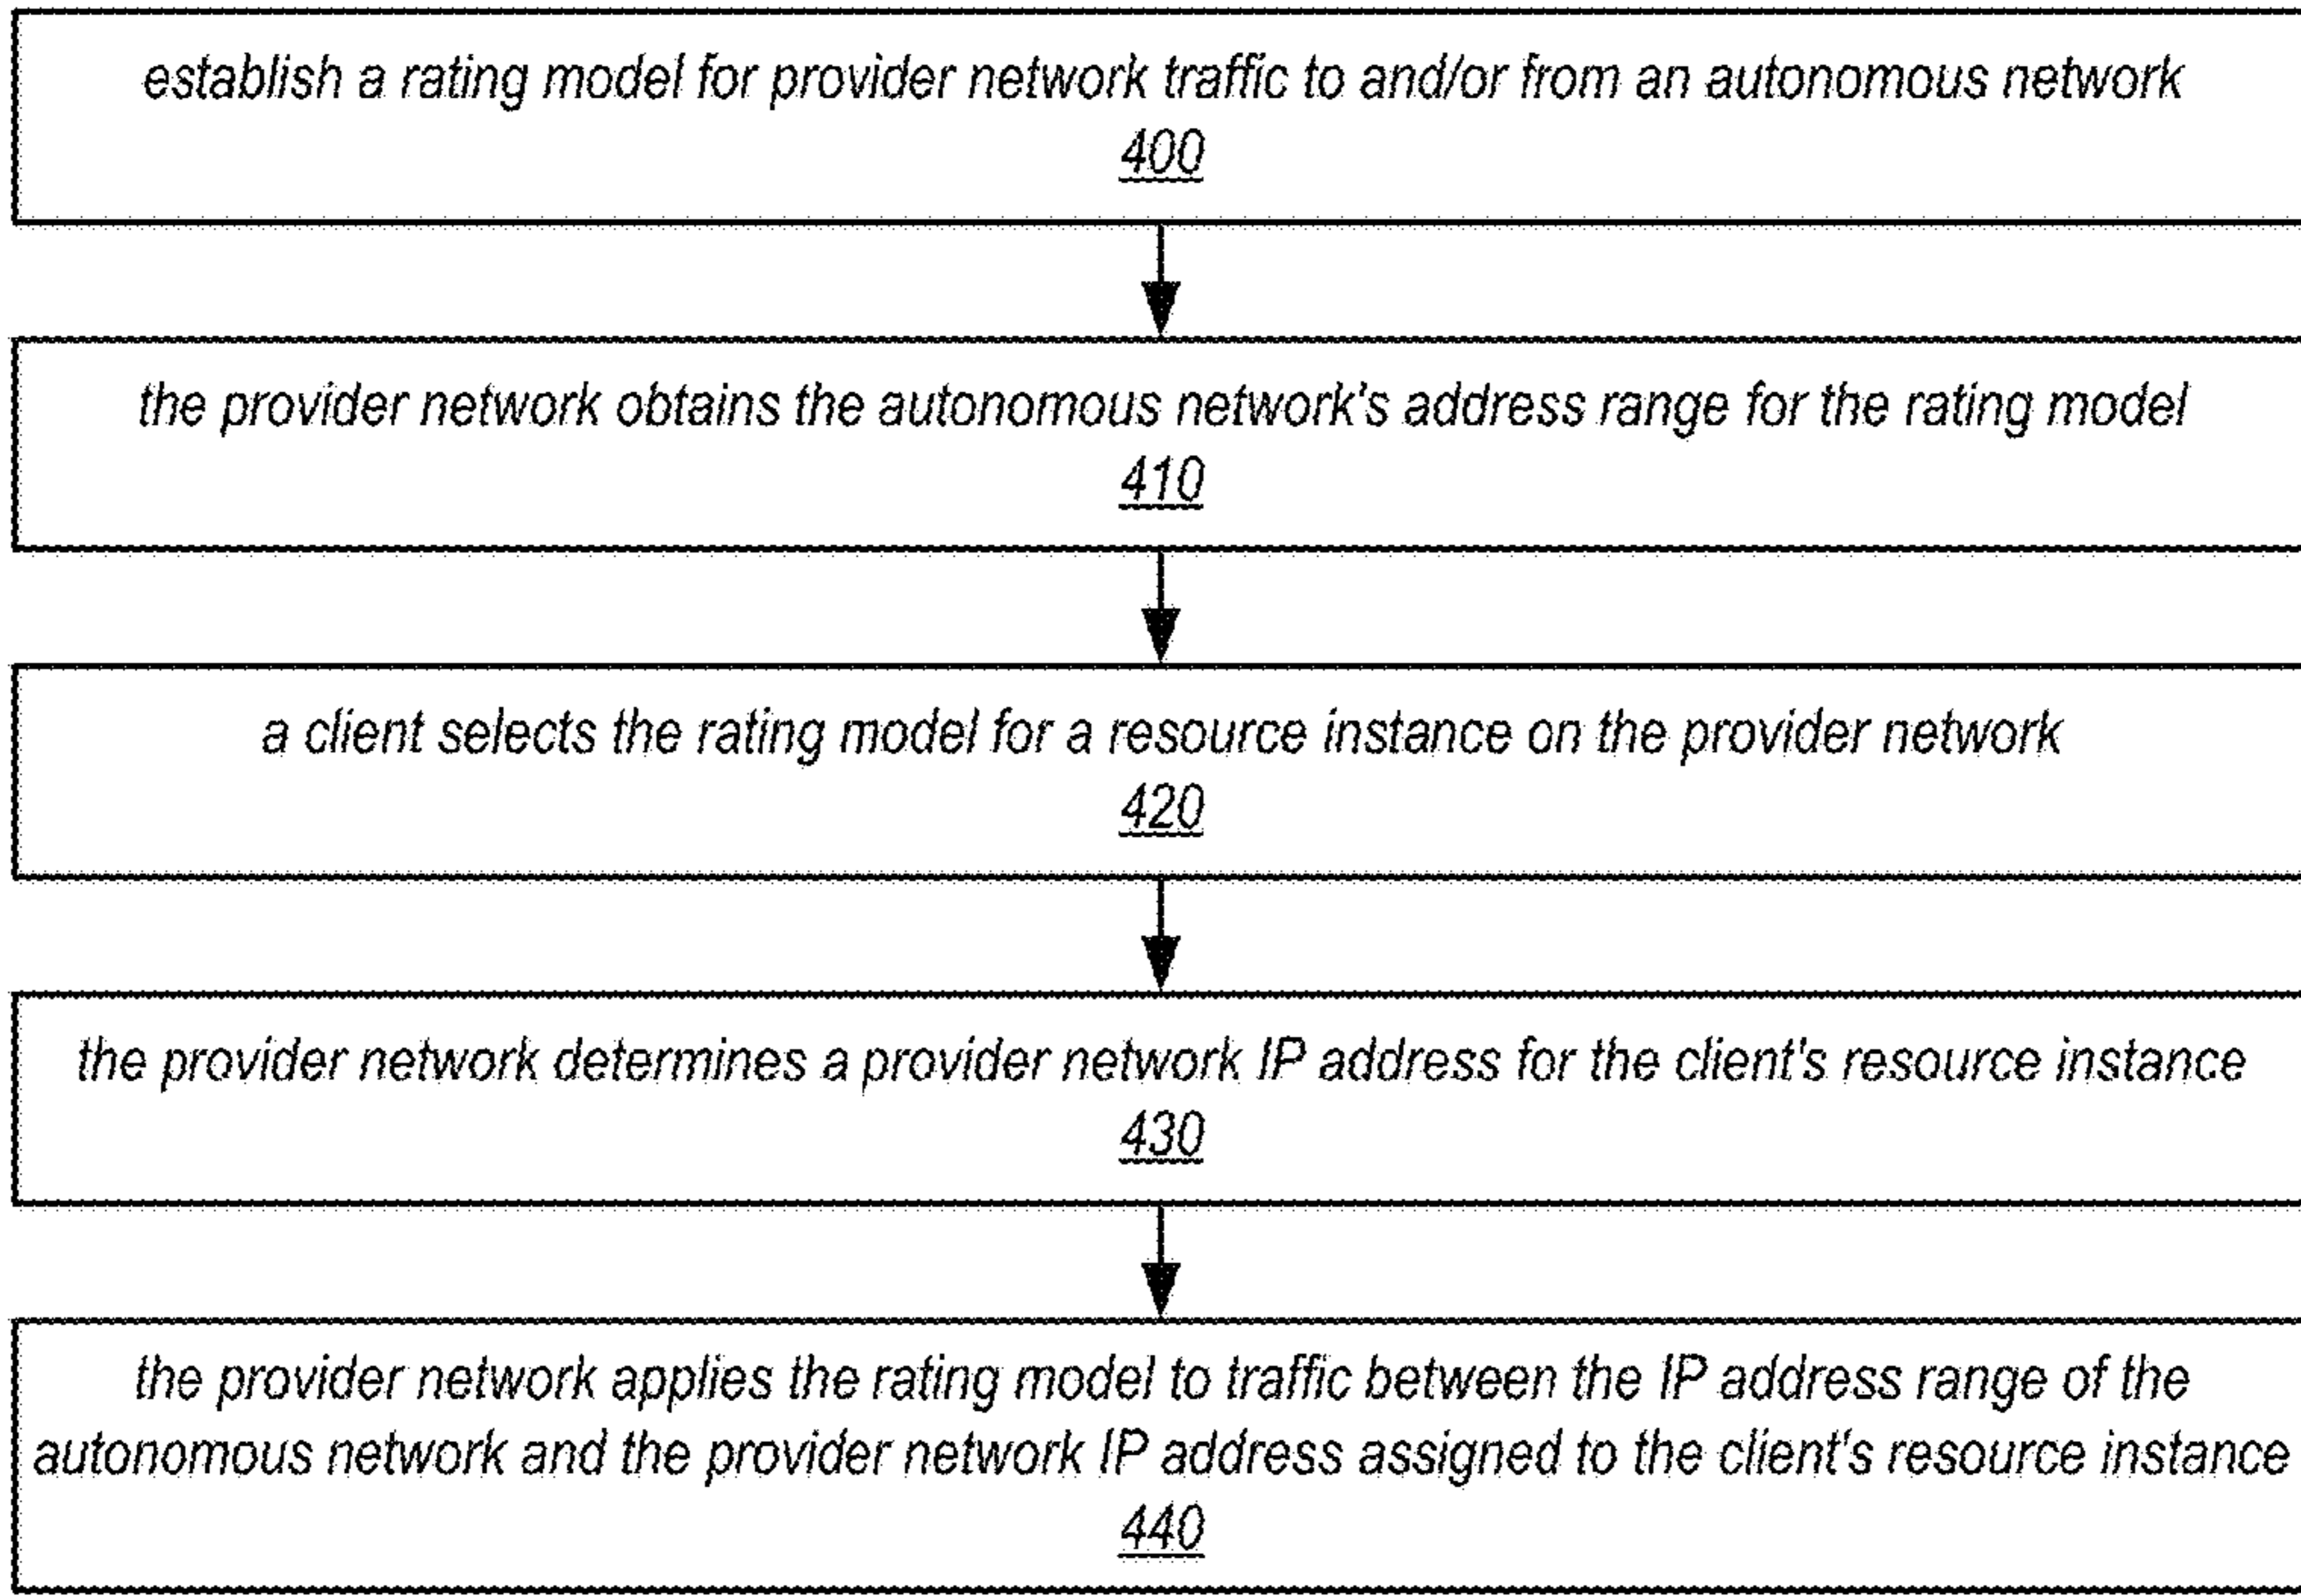 establish a rating model for provider network traffic to and/or from an autonomous network
400
the provider network obtains the autonomous network's address range for the rating model
410
a client selects the rating model for a resource instance on the provider network
420
the provider network determines a provider network IP address for the client's resource instance
430
the provider network applies the rating model to traffic between the IP address range of the
autonomous network and the provider network IP address assigned to the client's resource instance
440